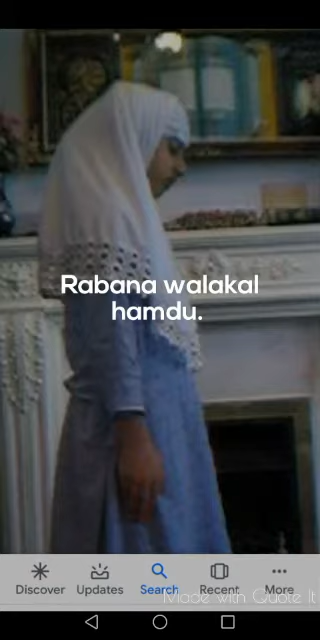 Rabana walakal
hamdu.
Discover Updates Search Recent More
Made with Quote It